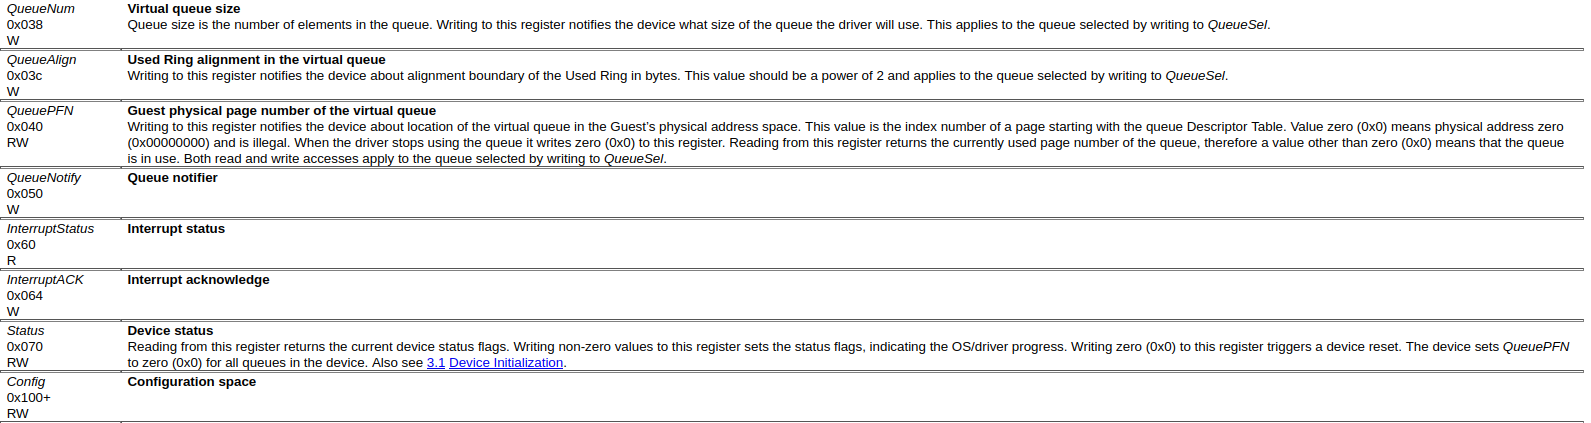 QueueNum
0x038
W
Virtual queue size
Queue size is the number of elements in the queue. Writing to this register notifies the device what size of the queue the driver will use. This applies to the queue selected by writing to QueueSel.
QueueAlign
0x03c
W
Used Ring alignment in the virtual queue
Writing to this register notifies the device about alignment boundary of the Used Ring in bytes. This value should be a power of 2 and applies to the queue selected by writing to QueueSel.
QueuePFN
0x040
RW
Guest physical page number of the virtual queue
Writing to this register notifies the device about location of the virtual queue in the Guest's physical address space. This value is the index number of a page starting with the queue Descriptor Table. Value zero (0x0) means physical address zero
(0x00000000) and is illegal. When the driver stops using the queue it writes zero (0x0) to this register. Reading from this register returns the currently used page number of the queue, therefore a value other than zero (0x0) means that the queue
is in use. Both read and write accesses apply to the queue selected by writing to QueueSel.
QueueNotify
0x050
W
Queue notifier
InterruptStatus
0x60
R
Interrupt status
InterruptACK
0x064
W
Interrupt acknowledge
Status
0x070
RW
Device status
Reading from this register returns the current device status flags. Writing non-zero values to this register sets the status flags, indicating the OS/driver progress. Writing zero (0x0) to this register triggers a device reset. The device sets QueuePFN
to zero (0x0) for all queues in the device. Also see 3.1 Device Initialization.
Config
0x100+
RW
Configuration space